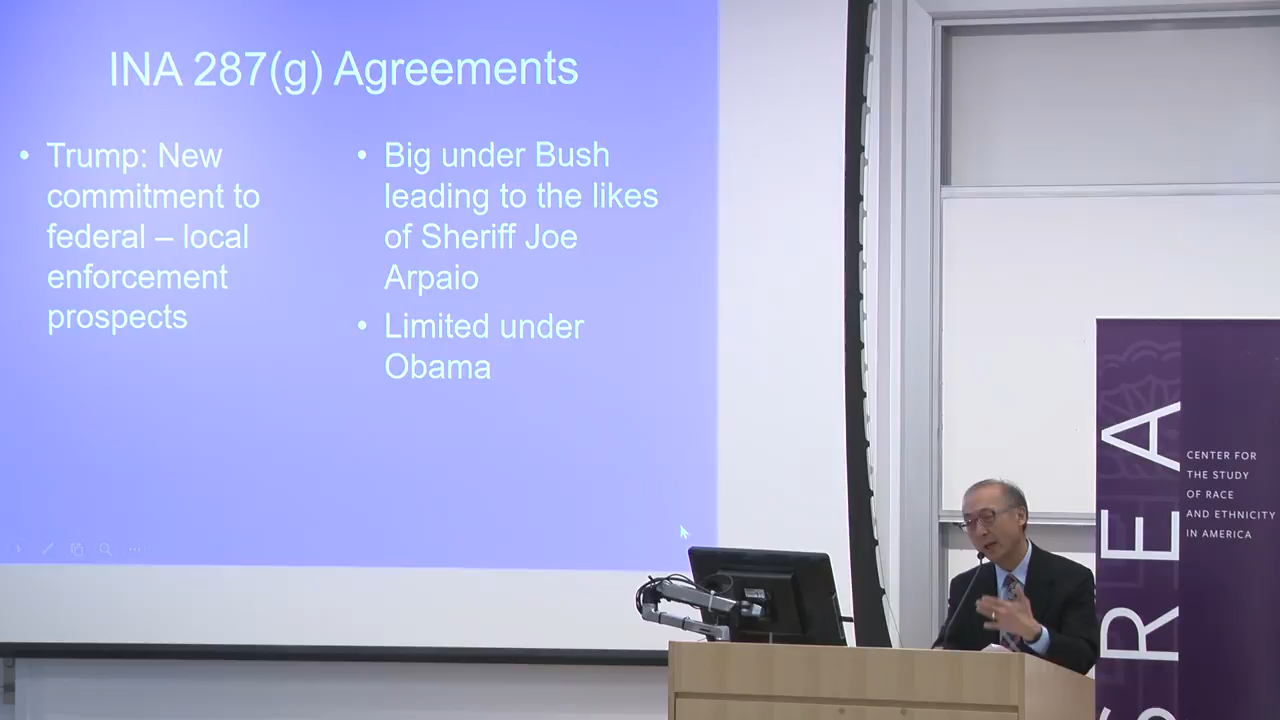 INA 287(g) Agreements
• Trump: New
commitment to
federal – local
enforcement
prospects
• Big under Bush
leading to the likes
of Sheriff Joe
Arpaio
• Limited under
Obama
SREA
CENTER FOR
THE STUDY
OF RACE
AND ETHNICITY
IN AMERICA